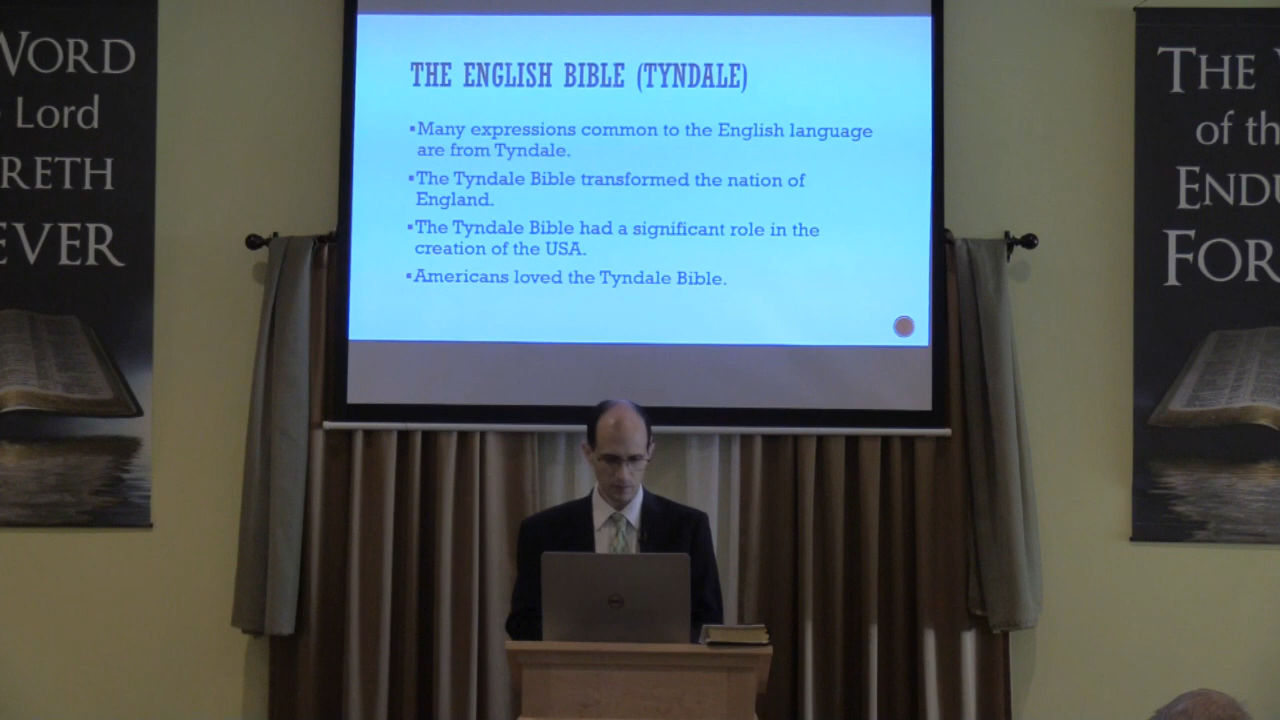 WORD
Lord
RETH
EVER
THE ENGLISH BIBLE (TYNDALE)
▪Many expressions common to the English language
are from Tyndale.
▪The Tyndale Bible transformed the nation of
England.
▪The Tyndale Bible had a significant role in the
creation of the USA.
▪Americans loved the Tyndale Bible.
THE
of th
ENDU
FOR
DELL